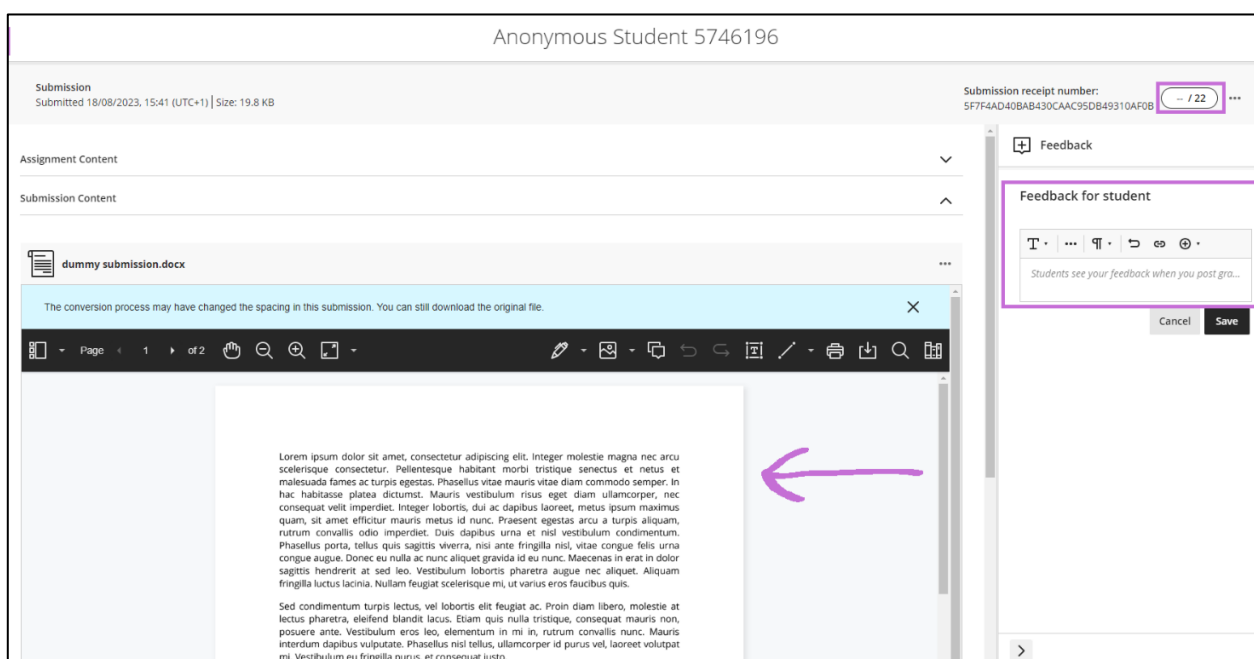 Anonymous Student 5746196
Submission
Submitted 18/08/2023, 15:41 (UTC+1) | Size: 19.8 KB
Submission receipt number:
5F7F4AD40BAB430CAAC95DB49310AF0B
-- / 22
Feedback
Assignment Content
Submission Content
Feedback for student
Students see your feedback when you post gra...
Cancel
Save
dummy submission.docx
The conversion process may have changed the spacing in this submission. You can still download the original file.
Page 1 of 2
Lorem ipsum dolor sit amet, consectetur adipiscing elit. Integer molestie magna nec arcu
scelerisque consectetur. Pellentesque habitant morbi tristique senectus et netus et
malesuada fames ac turpis egestas. Phasellus vitae mauris vitae diam commodo semper. In
hac habitasse platea dictumst. Mauris vestibulum risus eget diam ullamcorper, nec
consequat velit imperdiet. Integer lobortis, dui ac dapibus laoreet, metus ipsum maximus
quam, sit amet efficitur mauris metus id nunc. Praesent egestas arcu a turpis aliquam,
rutrum convallis odio imperdiet. Duis dapibus urna et nisl vestibulum condimentum.
Phasellus porta, tellus quis sagittis viverra, nisi ante fringilla nisl, vitae congue felis urna
congue augue. Donec eu nulla ac nunc aliquet gravida id eu nunc. Maecenas in erat in dolor
sagittis hendrerit at sed leo. Vestibulum lobortis pharetra augue nec aliquet. Aliquam
fringilla luctus lacinia. Nullam feugiat scelerisque mi, ut varius eros faucibus quis.
Sed condimentum turpis lectus, vel lobortis elit feugiat ac. Proin diam libero, molestie at
lectus pharetra, eleifend blandit lacus. Etiam quis nulla tristique, consequat mauris non,
posuere ante. Vestibulum eros leo, elementum in mi in, rutrum convallis nunc. Mauris
interdum dapibus vulputate. Phasellus nisl tellus, ullamcorper id purus vel, laoreet volutpat
mi. Vestibulum eu fringilla purus, et consequat justo.